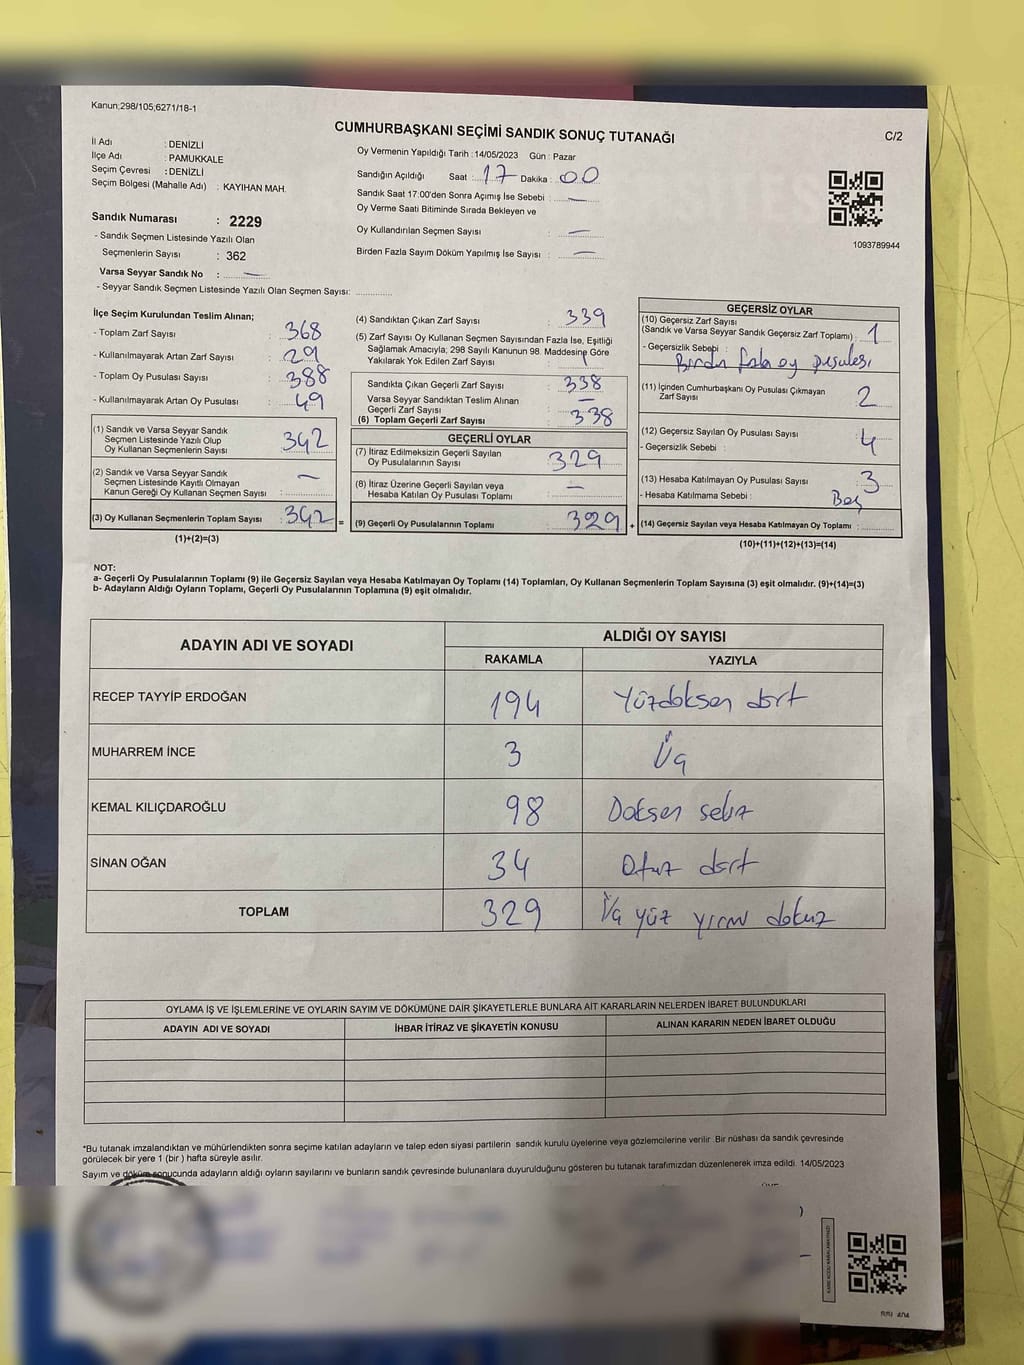 Kanun;298/105;6271/18-1
CUMHURBAŞKANI SEÇİMİ SANDIK SONUÇ TUTANAĞI
C/2
İl Adı : DENİZLİ
İlçe Adı : PAMUKKALE
Seçim Çevresi : DENİZLİ
Seçim Bölgesi (Mahalle Adı) : KAYIHAN MAH.
Sandık Numarası : 2229
- Sandık Seçmen Listesinde Yazılı Olan
Seçmenlerin Sayısı : 362
Varsa Seyyar Sandık No : —
- Seyyar Sandık Seçmen Listesinde Yazılı Olan Seçmen Sayısı: ............
Oy Vermenin Yapıldığı Tarih : 14/05/2023 Gün : Pazar
Sandığın Açıldığı Saat : 17 Dakika : 00
Sandık Saat 17:00'den Sonra Açımış İse Sebebi : —
Oy Verme Saati Bitiminde Sırada Bekleyen ve
Oy Kullandırılan Seçmen Sayısı : —
Birden Fazla Sayım Döküm Yapılmış İse Sayısı : —
1093789944
İlçe Seçim Kurulundan Teslim Alınan;
- Toplam Zarf Sayısı : 368
- Kullanılmayarak Artan Zarf Sayısı : 29
- Toplam Oy Pusulası Sayısı : 388
- Kullanılmayarak Artan Oy Pusulası : 49
(1) Sandık ve Varsa Seyyar Sandık
Seçmen Listesinde Yazılı Olup
Oy Kullanan Seçmenlerin Sayısı : 342
(2) Sandık ve Varsa Seyyar Sandık
Seçmen Listesinde Kayıtlı Olmayan
Kanun Gereği Oy Kullanan Seçmen Sayısı : —
(3) Oy Kullanan Seçmenlerin Toplam Sayısı : 342 =
(1)+(2)=(3)
(4) Sandıktan Çıkan Zarf Sayısı : 339
(5) Zarf Sayısı Oy Kullanan Seçmen Sayısından Fazla İse, Eşitliği
Sağlamak Amacıyla; 298 Sayılı Kanunun 98. Maddesine Göre
Yakılarak Yok Edilen Zarf Sayısı : 1
Sandıkta Çıkan Geçerli Zarf Sayısı : 338
Varsa Seyyar Sandıktan Teslim Alınan
Geçerli Zarf Sayısı : —
(6) Toplam Geçerli Zarf Sayısı : 338
GEÇERLİ OYLAR
(7) İtiraz Edilmeksizin Geçerli Sayılan
Oy Pusulalarının Sayısı : 329
(8) İtiraz Üzerine Geçerli Sayılan veya
Hesaba Katılan Oy Pusulası Toplamı : —
(9) Geçerli Oy Pusulalarının Toplamı : 329 +
GEÇERSİZ OYLAR
(10) Geçersiz Zarf Sayısı
(Sandık ve Varsa Seyyar Sandık Geçersiz Zarf Toplamı) : 1
- Geçersizlik Sebebi : Birden fazla oy pusulası
(11) İçinden Cumhurbaşkanı Oy Pusulası Çıkmayan
Zarf Sayısı : 2
(12) Geçersiz Sayılan Oy Pusulası Sayısı : 4
- Geçersizlik Sebebi :
(13) Hesaba Katılmayan Oy Pusulası Sayısı : 3
- Hesaba Katılmama Sebebi : Boş
(14) Geçersiz Sayılan veya Hesaba Katılmayan Oy Toplamı : ............
(10)+(11)+(12)+(13)=(14)
NOT:
a- Geçerli Oy Pusulalarının Toplamı (9) ile Geçersiz Sayılan veya Hesaba Katılmayan Oy Toplamı (14) Toplamları, Oy Kullanan Seçmenlerin Toplam Sayısına (3) eşit olmalıdır. (9)+(14)=(3)
b- Adayların Aldığı Oyların Toplamı, Geçerli Oy Pusulalarının Toplamına (9) eşit olmalıdır.
ADAYIN ADI VE SOYADI
ALDIĞI OY SAYISI
RAKAMLA YAZIYLA
RECEP TAYYİP ERDOĞAN 194 Yüzdoksan dört
MUHARREM İNCE 3 Üç
KEMAL KILIÇDAROĞLU 98 Doksan sekiz
SİNAN OĞAN 34 Otuz dört
TOPLAM 329 Üç yüz yirmi dokuz
OYLAMA İŞ VE İŞLEMLERİNE VE OYLARIN SAYIM VE DÖKÜMÜNE DAİR ŞİKAYETLERLE BUNLARA AİT KARARLARIN NELERDEN İBARET BULUNDUKLARI
ADAYIN ADI VE SOYADI İHBAR İTİRAZ VE ŞİKAYETİN KONUSU ALINAN KARARIN NEDEN İBARET OLDUĞU
*Bu tutanak imzalandıktan ve mühürlendikten sonra seçime katılan adayların ve talep eden siyasi partilerin sandık kurulu üyelerine veya gözlemcilerine verilir. Bir nüshası da sandık çevresinde
görülecek bir yere 1 (bir ) hafta süreyle asılır.
Sayım ve döküm sonucunda adayların aldığı oyların sayılarını ve bunların sandık çevresinde bulunanlara duyurulduğunu gösteren bu tutanak tarafımızdan düzenlenerek imza edildi. 14/05/2023